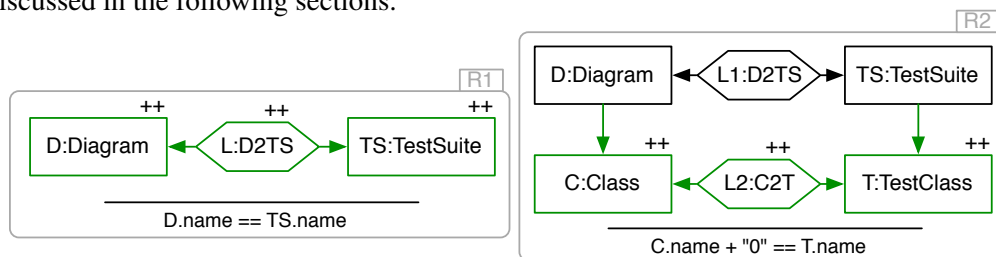 iscussed in the following sections.
R1
++ ++ ++
D:Diagram L:D2TS TS:TestSuite
D.name == TS.name
R2
D:Diagram L1:D2TS TS:TestSuite
++ ++ ++
C:Class L2:C2T T:TestClass
C.name + "0" == T.name